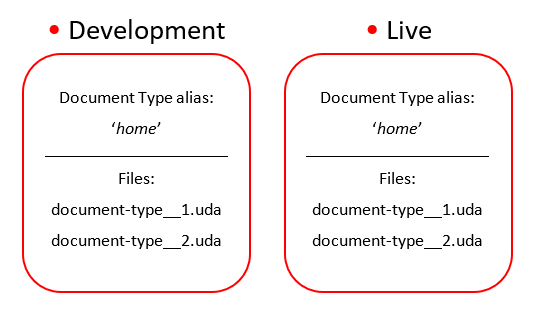 • Development
Document Type alias:
‘home’
Files:
document-type__1.uda
document-type__2.uda
• Live
Document Type alias:
‘home’
Files:
document-type__1.uda
document-type__2.uda